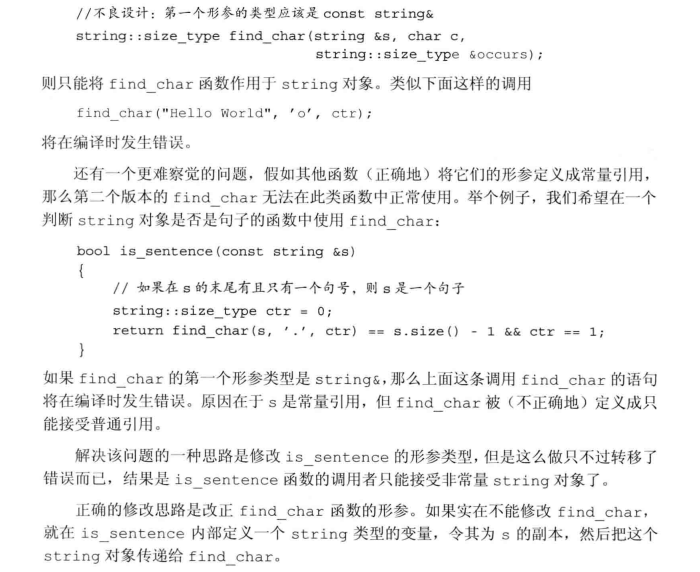 //不良设计：第一个形参的类型应该是 const string&
string::size_type find_char(string &s, char c,
string::size_type &occurs);
则只能将 find_char 函数作用于 string 对象。类似下面这样的调用
find_char("Hello World", 'o', ctr);
将在编译时发生错误。
还有一个更难察觉的问题，假如其他函数（正确地）将它们的形参定义成常量引用，
那么第二个版本的 find_char 无法在此类函数中正常使用。举个例子，我们希望在一个
判断 string 对象是否是句子的函数中使用 find_char：
bool is_sentence(const string &s)
{
// 如果在 s 的末尾有且只有一个句号，则 s 是一个句子
string::size_type ctr = 0;
return find_char(s, '.', ctr) == s.size() - 1 && ctr == 1;
}
如果 find_char 的第一个形参类型是 string&，那么上面这条调用 find_char 的语句
将在编译时发生错误。原因在于 s 是常量引用，但 find_char 被（不正确地）定义成只
能接受普通引用。
解决该问题的一种思路是修改 is_sentence 的形参类型，但是这么做只不过转移了
错误而已，结果是 is_sentence 函数的调用者只能接受非常量 string 对象了。
正确的修改思路是改正 find_char 函数的形参。如果实在不能修改 find_char，
就在 is_sentence 内部定义一个 string 类型的变量，令其为 s 的副本，然后把这个
string 对象传递给 find_char。